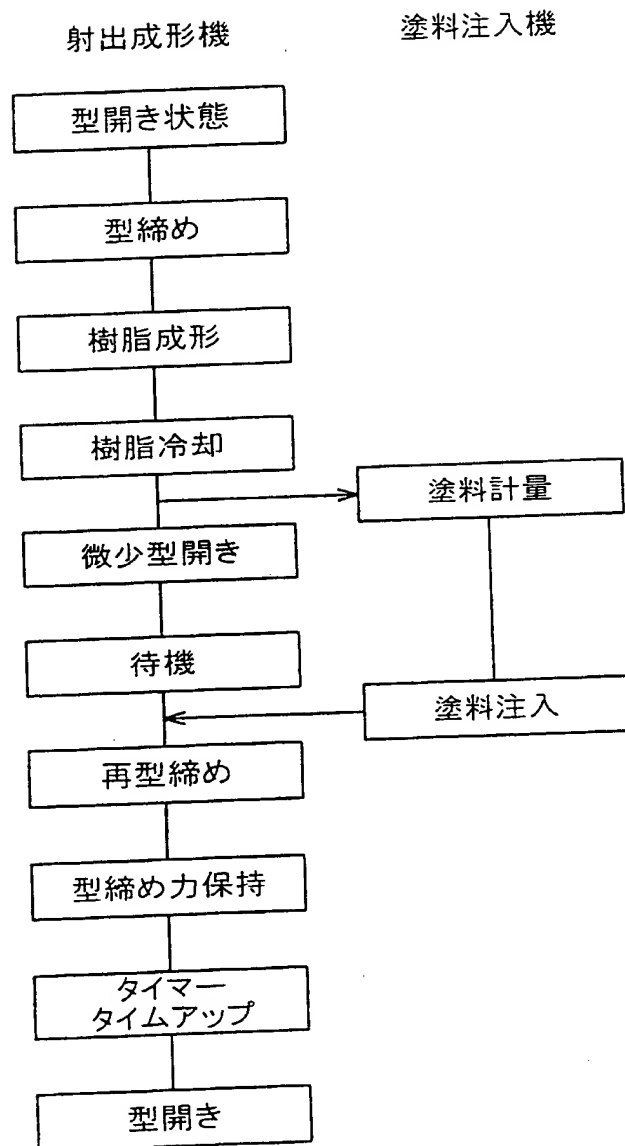 射出成形機
塗料注入機
型開き状態
型締め
樹脂成形
樹脂冷却
塗料計量
微少型開き
待機
塗料注入
再型締め
型締め力保持
タイマー
タイムアップ
型開き